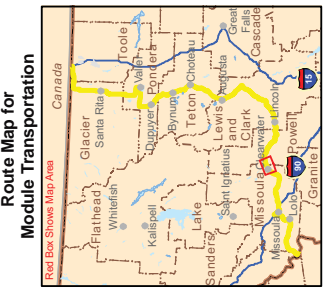 Route Map for
Module Transportation
Red Box Shows Map Area
Canada
Glacier
Toole
Santa Rita
Flathead
Valier
Pondera
Great
Falls
Whitefish
Dupuyer
Cascade
Kalispell
Bynum
Choteau
Teton
Augusta
Lake
Lewis
and
Clark
15
Sanders
Saint Ignatius
Lincoln
Missoula
Clearwater
Powell
Missoula
90
Lolo
Granite